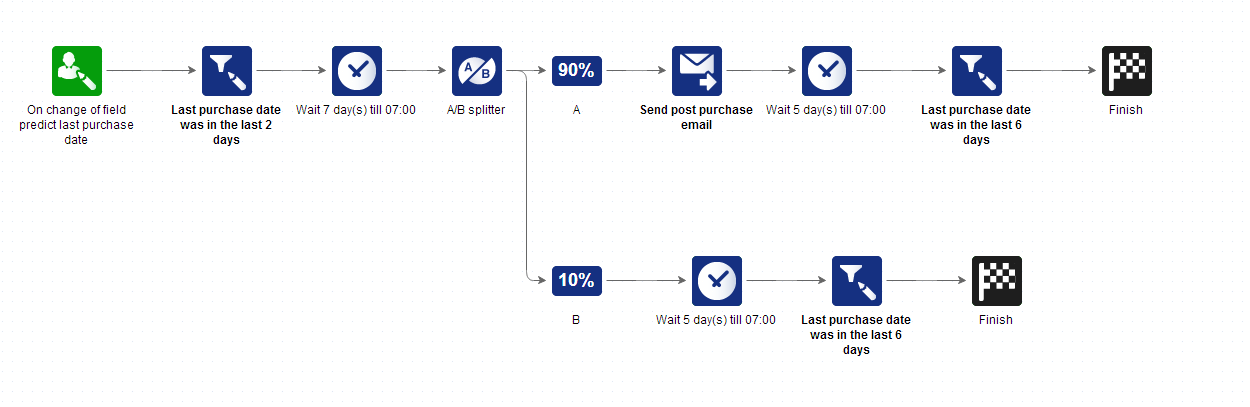 On change of field
predict last purchase
date
Last purchase date
was in the last 2
days
Wait 7 day(s) till 07:00
A B
A/B splitter
90%
A
Send post purchase
email
Wait 5 day(s) till 07:00
Last purchase date
was in the last 6
days
Finish
10%
B
Wait 5 day(s) till 07:00
Last purchase date
was in the last 6
days
Finish